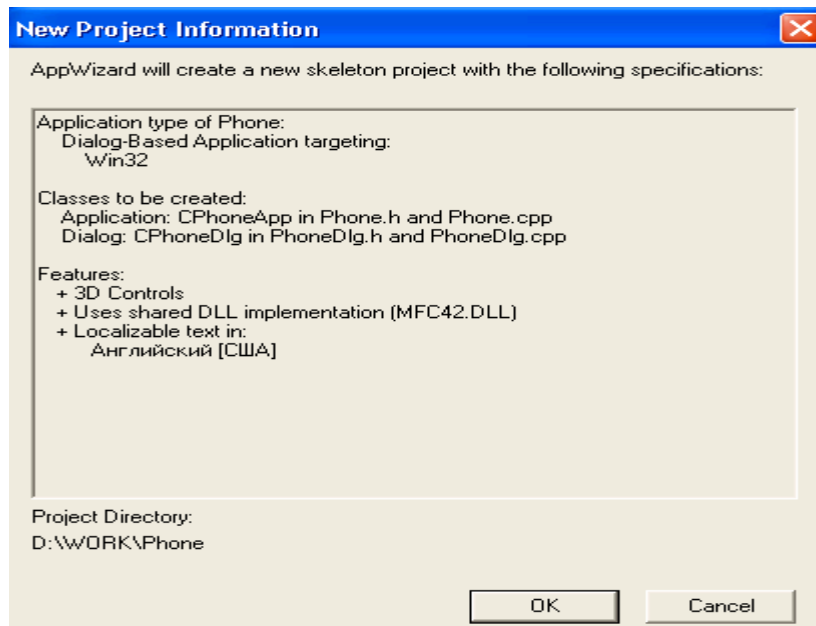 New Project Information
AppWizard will create a new skeleton project with the following specifications:
Application type of Phone:
Dialog-Based Application targeting:
Win32
Classes to be created:
Application: CPhoneApp in Phone.h and Phone.cpp
Dialog: CPhoneDlg in PhoneDlg.h and PhoneDlg.cpp
Features:
+ 3D Controls
+ Uses shared DLL implementation (MFC42.DLL)
+ Localizable text in:
Английский [США]
Project Directory:
D:\WORK\Phone
OK
Cancel